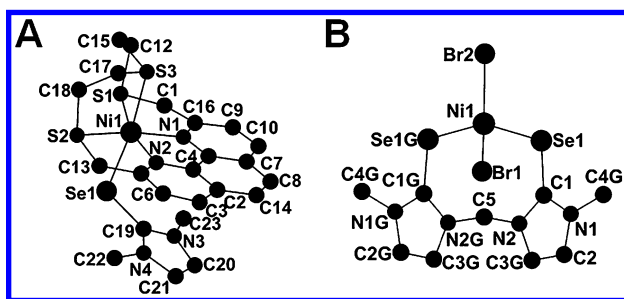 A
B
C15
C12
C17
S3
C18
S1
C1
C16
C9
Ni1
N1
C10
S2
N2
C4
C7
C13
C8
Se1
C6
C2
C14
C3
C23
C19
N3
C22
N4
C20
C21
Br2
Ni1
Se1G
Se1
Br1
C4G
C1G
C1
C4G
C5
N1G
N2G
N2
N1
C2G
C3G
C3G
C2